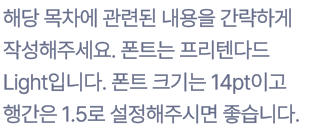 해당 목차에 관련된 내용을 간략하게
작성해주세요. 폰트는 프리텐다드
Light입니다. 폰트 크기는 14pt이고
행간은 1.5로 설정해주시면 좋습니다.